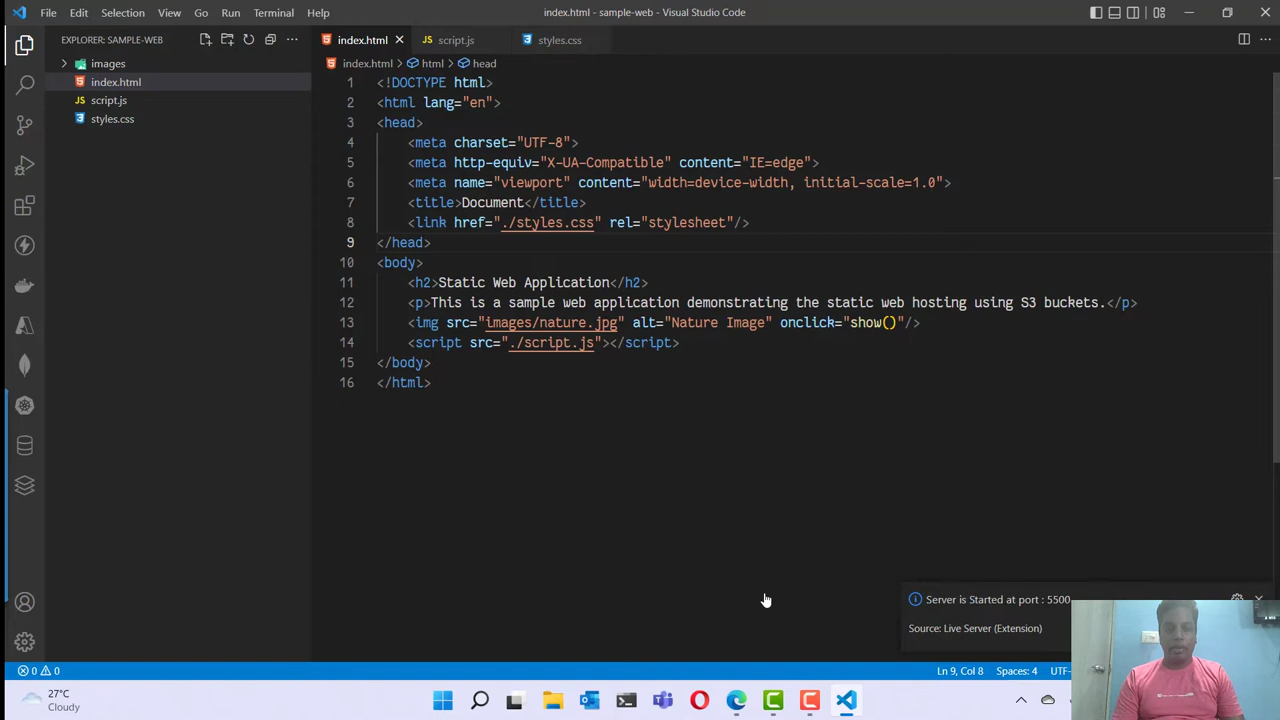 File Edit Selection View Go Run Terminal Help
index.html - sample-web - Visual Studio Code
EXPLORER: SAMPLE-WEB
images
index.html
script.js
styles.css
index.html
JS script.js
styles.css
index.html > html > head
1 <!DOCTYPE html>
2 <html lang="en">
3 <head>
4 <meta charset="UTF-8">
5 <meta http-equiv="X-UA-Compatible" content="IE=edge">
6 <meta name="viewport" content="width=device-width, initial-scale=1.0">
7 <title>Document</title>
8 <link href="./styles.css" rel="stylesheet"/>
9 </head>
10 <body>
11 <h2>Static Web Application</h2>
12 <p>This is a sample web application demonstrating the static web hosting using S3 buckets.</p>
13 <img src="images/nature.jpg" alt="Nature Image" onclick="show()"/>
14 <script src="./script.js"></script>
15 </body>
16 </html>
Server is Started at port : 5500
Source: Live Server (Extension)
0 0
Ln 9, Col 8 Spaces: 4 UTF-
27°C
Cloudy